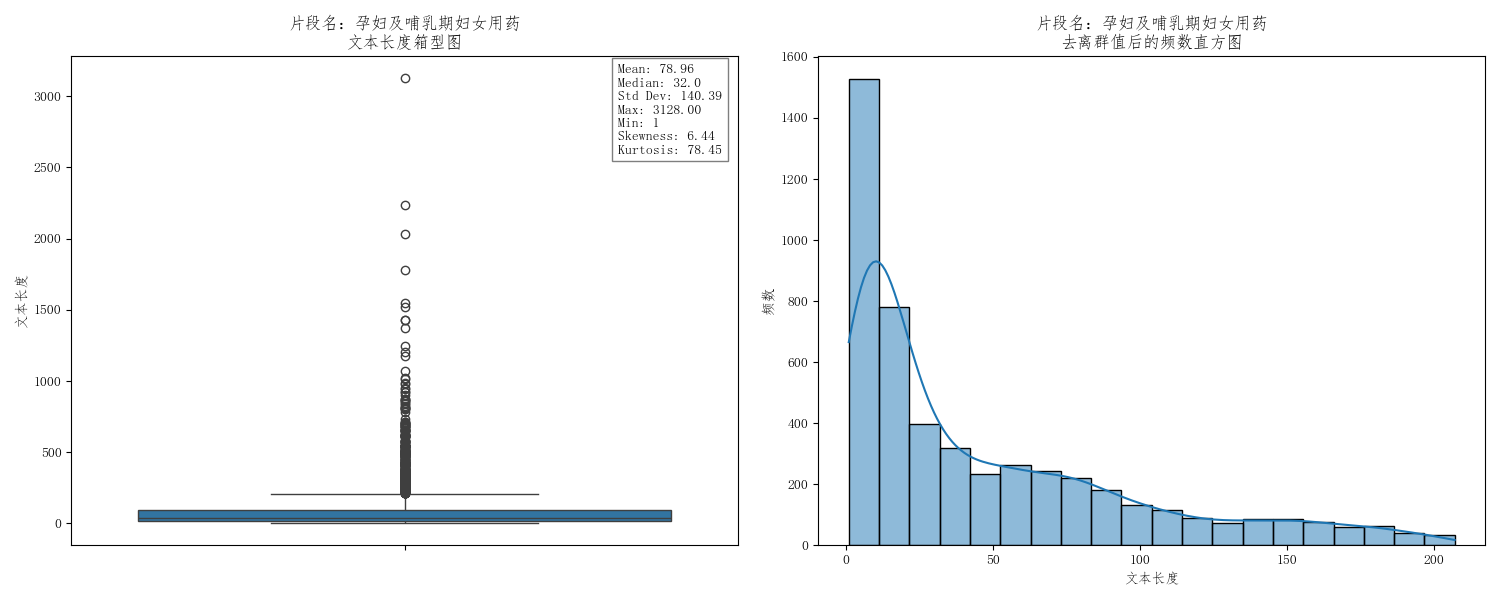 片段名：孕妇及哺乳期妇女用药
文本长度箱型图
3000
2500
2000
1500
1000
500
0
文本长度
Mean: 78.96
Median: 32.0
Std Dev: 140.39
Max: 3128.00
Min: 1
Skewness: 6.44
Kurtosis: 78.45
片段名：孕妇及哺乳期妇女用药
去离群值后的频数直方图
1600
1400
1200
1000
800
600
400
200
0
频数
0
50
100
150
200
文本长度